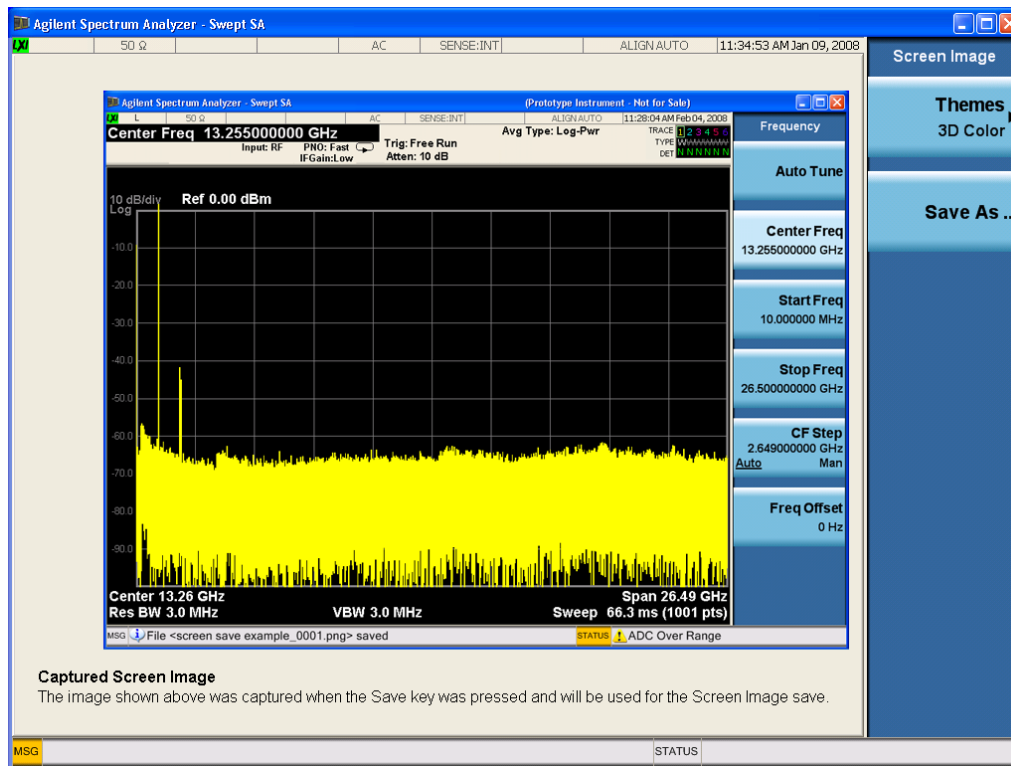 Agilent Spectrum Analyzer - Swept SA
LXI 50 Ω AC SENSE:INT ALIGN AUTO 11:34:53 AM Jan 09, 2008
Screen Image
Themes
3D Color
Save As ..
Agilent Spectrum Analyzer - Swept SA (Prototype Instrument - Not for Sale)
LXI L 50 Ω AC SENSE:INT ALIGNAUTO 11:28:04 AM Feb 04, 2008
Center Freq 13.255000000 GHz
Input: RF PNO: Fast IFGain:Low
Trig: Free Run
Atten: 10 dB
Avg Type: Log-Pwr
TRACE 1 2 3 4 5 6
TYPE WWWWWW
DET N N N N N N
Frequency
Auto Tune
Center Freq
13.255000000 GHz
Start Freq
10.000000 MHz
Stop Freq
26.500000000 GHz
CF Step
2.649000000 GHz
Auto Man
Freq Offset
0 Hz
10 dB/div Ref 0.00 dBm
Log
-10.0
-20.0
-30.0
-40.0
-50.0
-60.0
-70.0
-80.0
-90.0
Center 13.26 GHz Span 26.49 GHz
Res BW 3.0 MHz VBW 3.0 MHz Sweep 66.3 ms (1001 pts)
MSG File <screen save example_0001.png> saved STATUS ADC Over Range
Captured Screen Image
The image shown above was captured when the Save key was pressed and will be used for the Screen Image save.
MSG STATUS